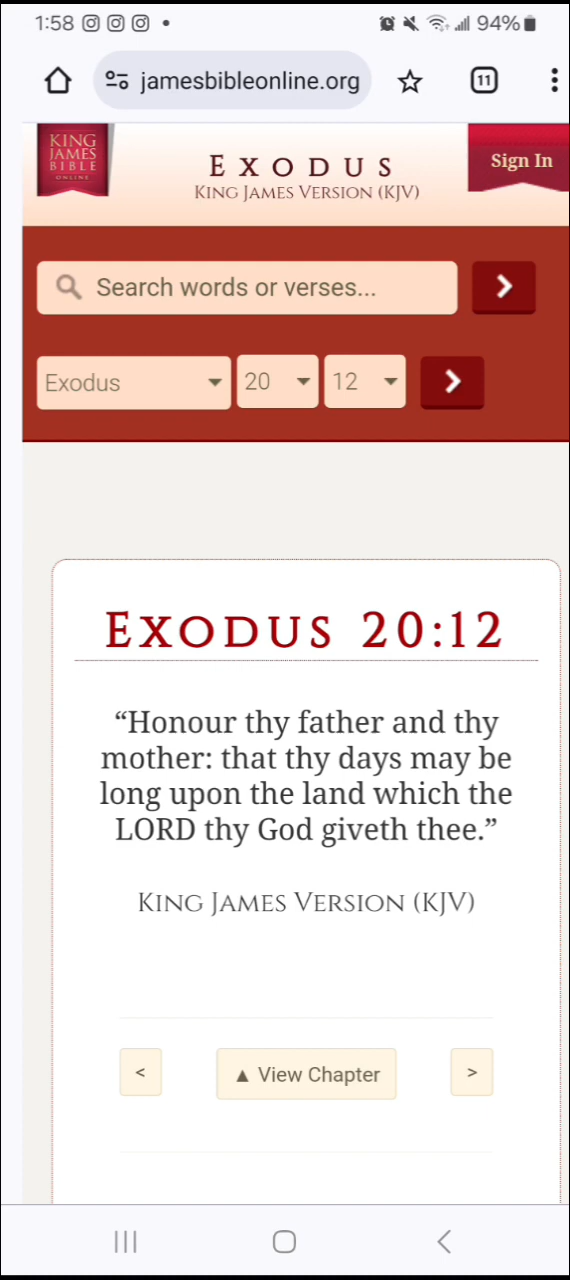 1:58
94%
jamesbibleonline.org
11
KING
JAMES
BIBLE
ONLINE
EXODUS
KING JAMES VERSION (KJV)
Sign In
Search words or verses...
Exodus
20
12
EXODUS 20:12
“Honour thy father and thy
mother: that thy days may be
long upon the land which the
LORD thy God giveth thee.”
KING JAMES VERSION (KJV)
<
▲ View Chapter
>